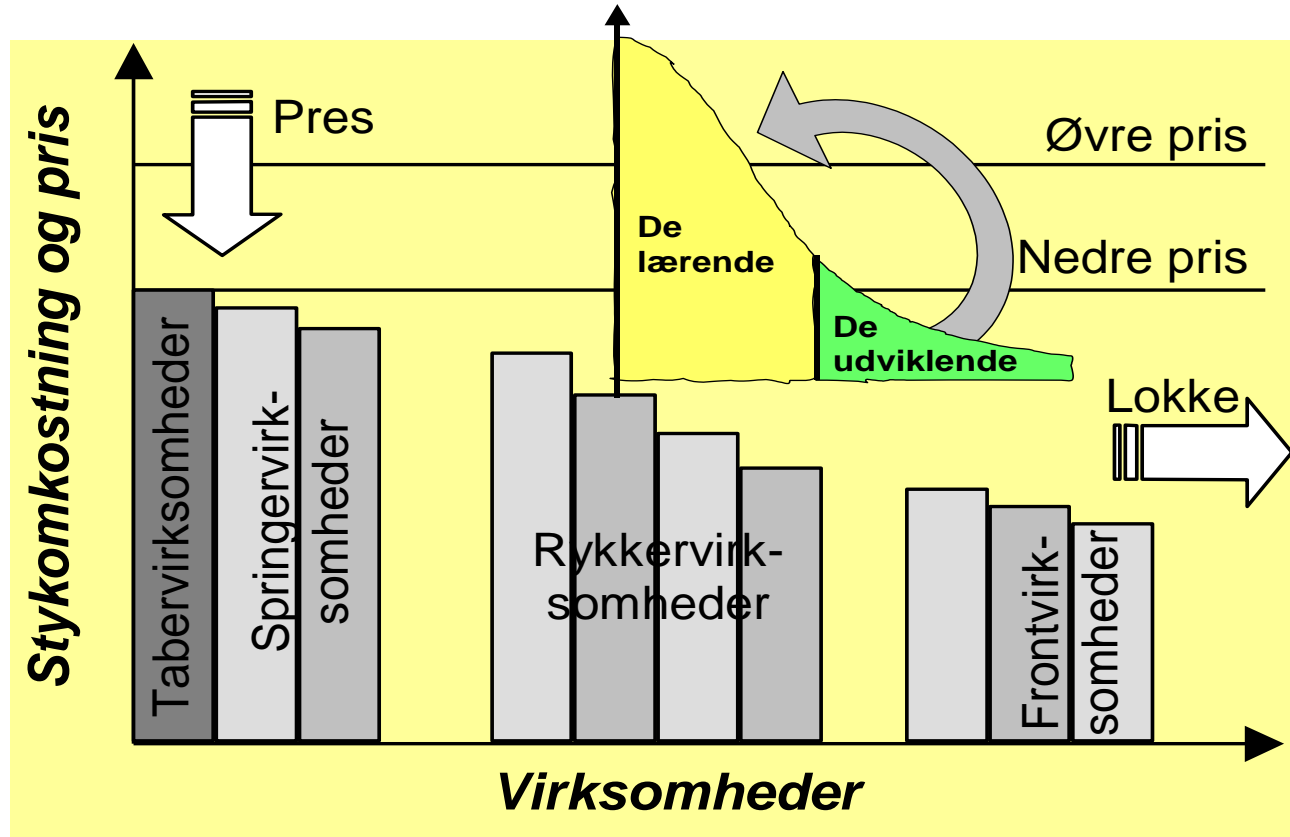 Stykomkostning og pris
Pres
Øvre pris
Nedre pris
De
lærende
De
udviklende
Lokke
Tabervirksomheder
Springervirk-
somheder
Rykkervirk-
somheder
Frontvirk-
somheder
Virksomheder